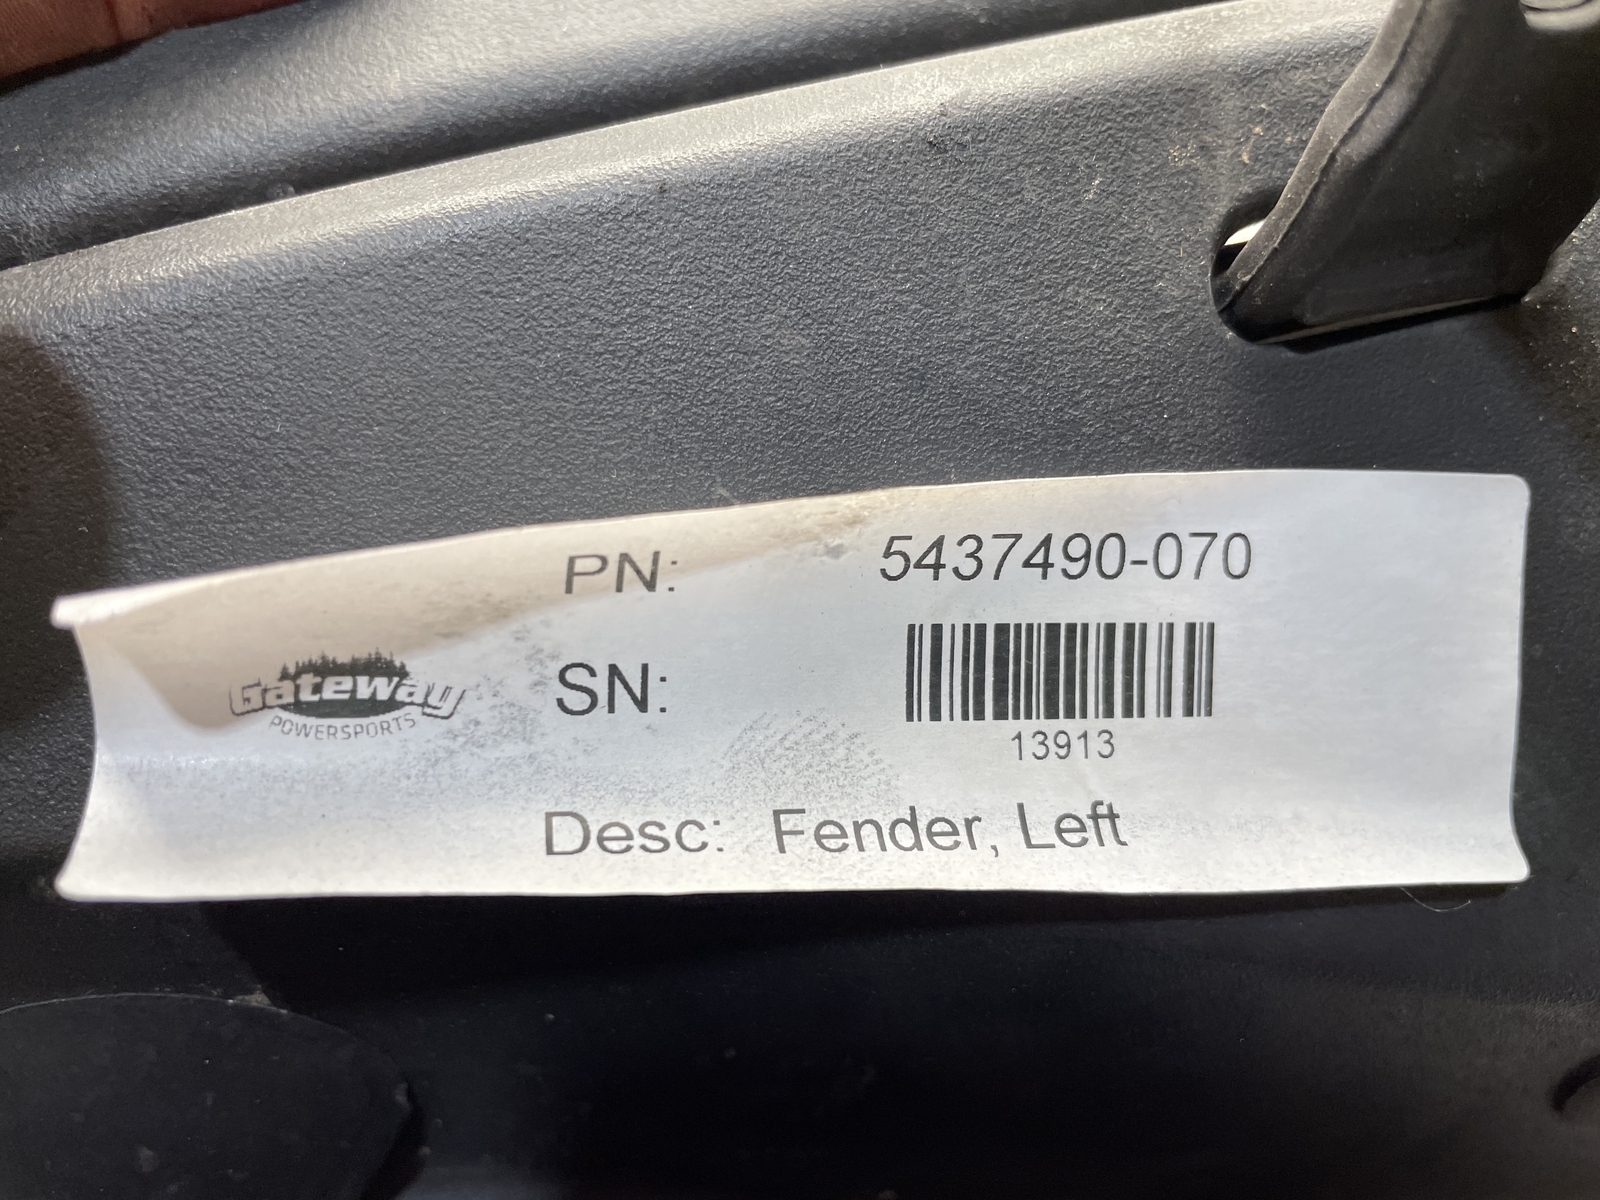 PN: 5437490-070
Gateway
POWERSPORTS
SN:
13913
Desc: Fender, Left